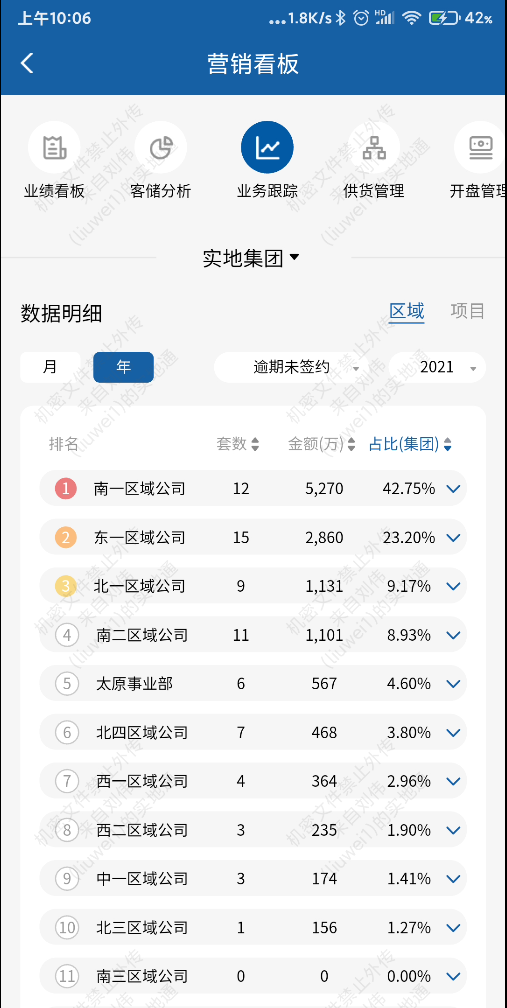 上午10:06
...1.8K/s HD 42%
营销看板
业绩看板 客储分析 业务跟踪 供货管理 开盘管理
实地集团
数据明细 区域 项目
月 年 逾期未签约 2021
排名 套数 金额(万) 占比(集团)
1 南一区域公司 12 5,270 42.75%
2 东一区域公司 15 2,860 23.20%
3 北一区域公司 9 1,131 9.17%
4 南二区域公司 11 1,101 8.93%
5 太原事业部 6 567 4.60%
6 北四区域公司 7 468 3.80%
7 西一区域公司 4 364 2.96%
8 西二区域公司 3 235 1.90%
9 中一区域公司 3 174 1.41%
10 北三区域公司 1 156 1.27%
11 南三区域公司 0 0 0.00%
机密文件禁止外传
来自刘伟
(liuwei1)的实地通